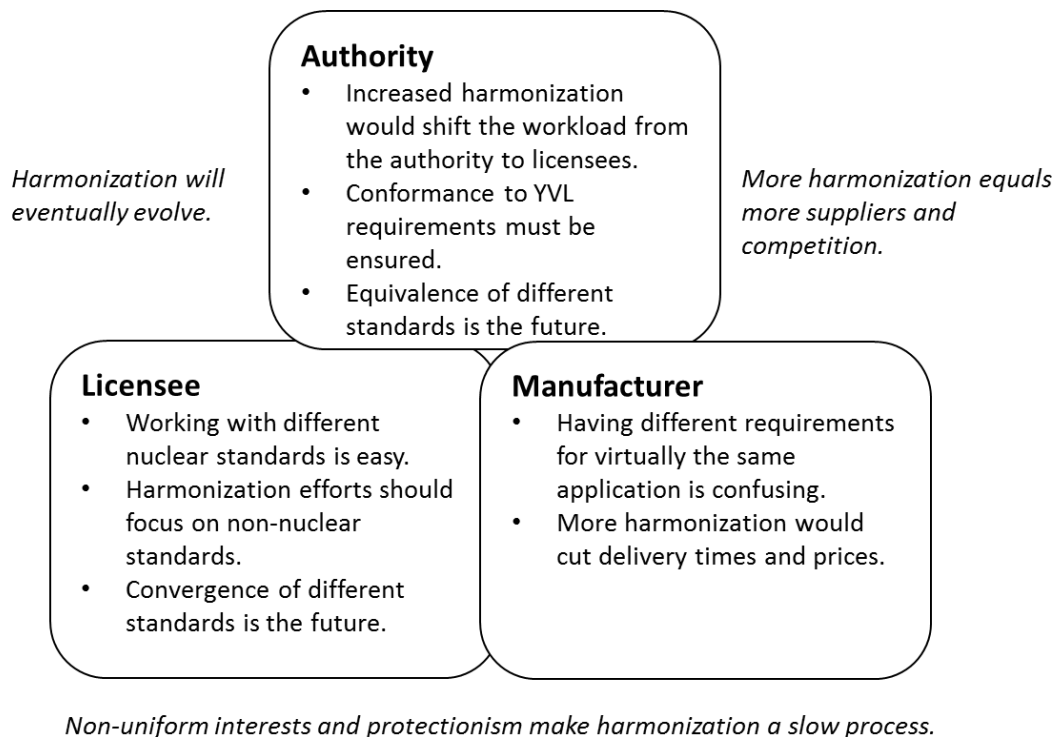 Authority
• Increased harmonization
would shift the workload from
the authority to licensees.
• Conformance to YVL
requirements must be
ensured.
• Equivalence of different
standards is the future.
Harmonization will
eventually evolve.
More harmonization equals
more suppliers and
competition.
Licensee
• Working with different
nuclear standards is easy.
• Harmonization efforts should
focus on non-nuclear
standards.
• Convergence of different
standards is the future.
Manufacturer
• Having different requirements
for virtually the same
application is confusing.
• More harmonization would
cut delivery times and prices.
Non-uniform interests and protectionism make harmonization a slow process.